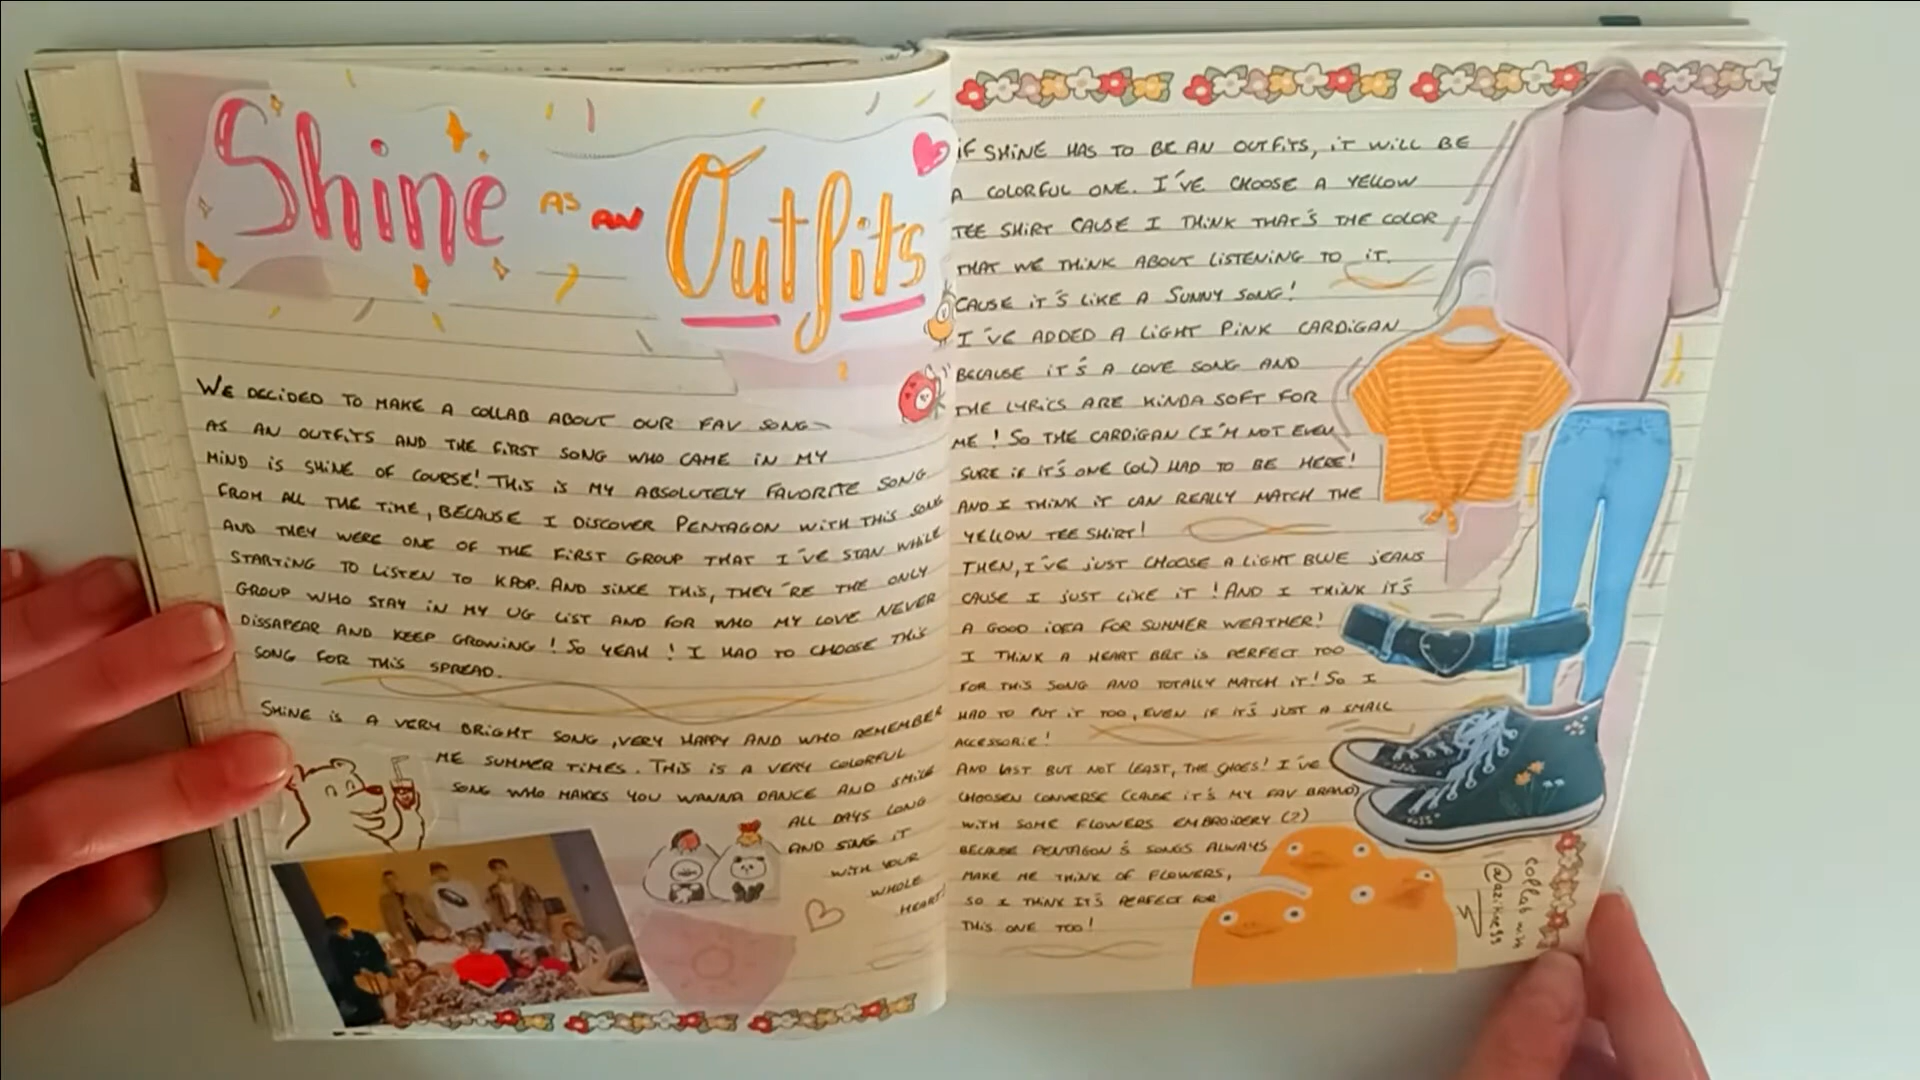 Shine AS AN Outfits
WE DECIDED TO MAKE A COLLAB ABOUT OUR FAV SONG
AS AN OUTFITS AND THE FIRST SONG WHO CAME IN MY
MIND IS SHINE OF COURSE! THIS IS MY ABSOLUTELY FAVORITE SONG
FROM ALL THE TIME, BECAUSE I DISCOVER PENTAGON WITH THIS SONG
AND THEY WERE ONE OF THE FIRST GROUP THAT I'VE STAN WHILE
STARTING TO LISTEN TO KPOP. AND SINCE THIS, THEY'RE THE ONLY
GROUP WHO STAY IN MY UG LIST AND FOR WHO MY LOVE NEVER
DISSAPEAR AND KEEP GROWING! SO YEAH! I HAD TO CHOOSE THIS
SONG FOR THIS SPREAD.
SHINE IS A VERY BRIGHT SONG, VERY HAPPY AND WHO REMEMBER
ME SUMMER TIMES. THIS IS A VERY COLORFUL
SONG WHO MAKES YOU WANNA DANCE AND SMILE
ALL DAYS LONG
AND SING IT
WITH YOUR
WHOLE
HEART!
IF SHINE HAS TO BE AN OUTFITS, IT WILL BE
A COLORFUL ONE. I'VE CHOOSE A YELLOW
TEE SHIRT CAUSE I THINK THAT'S THE COLOR
THAT WE THINK ABOUT LISTENING TO IT.
CAUSE IT'S LIKE A SUNNY SONG!
I'VE ADDED A LIGHT PINK CARDIGAN
BECAUSE IT'S A LOVE SONG AND
THE LYRICS ARE KINDA SOFT FOR
ME! SO THE CARDIGAN (I'M NOT EVEN
SURE IF IT'S ONE LOL) HAD TO BE HERE!
AND I THINK IT CAN REALLY MATCH THE
YELLOW TEE SHIRT!
THEN, I'VE JUST CHOOSE A LIGHT BLUE JEANS
CAUSE I JUST LIKE IT! AND I THINK IT'S
A GOOD IDEA FOR SUMMER WEATHER!
I THINK A HEART BELT IS PERFECT TOO
FOR THIS SONG AND TOTALLY MATCH IT! SO I
HAD TO PUT IT TOO, EVEN IF IT'S JUST A SMALL
ACCESSORIE!
AND LAST BUT NOT LEAST, THE SHOES! I'VE
CHOOSEN CONVERSE (CAUSE IT'S MY FAV BRAND)
WITH SOME FLOWERS EMBROIDERY (?)
BECAUSE PENTAGON'S SONGS ALWAYS
MAKE ME THINK OF FLOWERS,
SO I THINK IT'S PERFECT FOR
THIS ONE TOO!
collab with